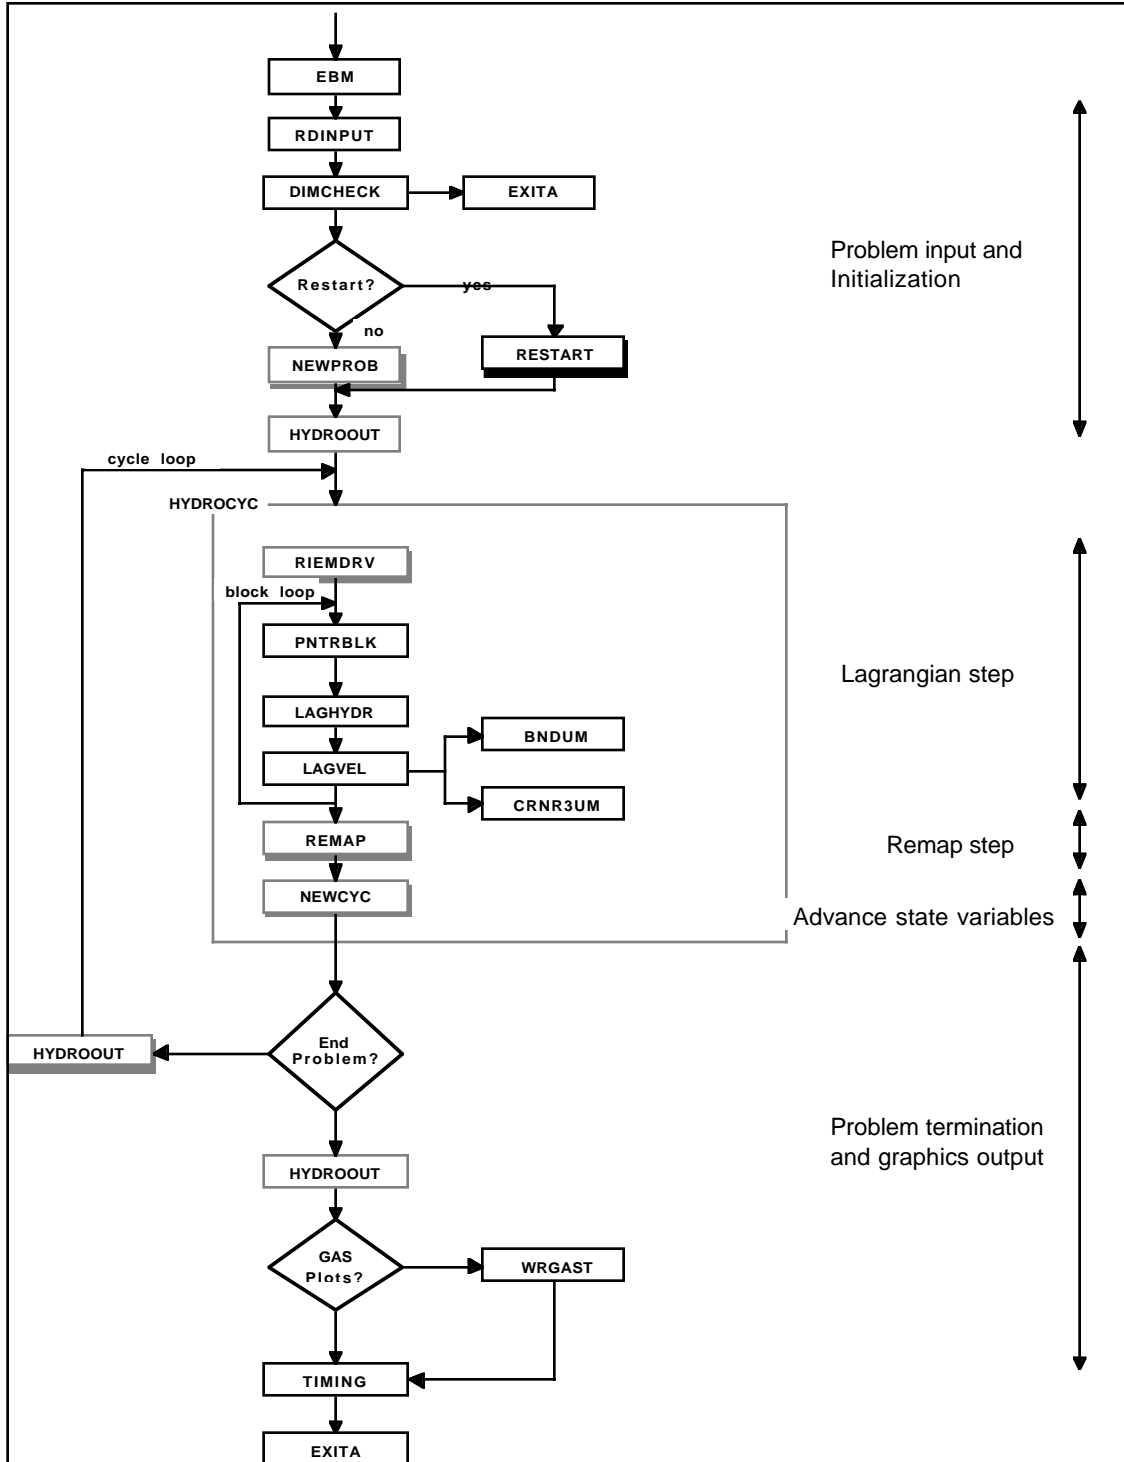 EBM
RDINPUT
DIMCHECK
EXITA
Problem input and
Initialization
Restart?
yes
no
NEWPROB
RESTART
HYDROOUT
cycle loop
HYDROCYC
RIEMDRV
block loop
PNTRBLK
Lagrangian step
LAGHYDR
BNDUM
LAGVEL
CRNR3UM
REMAP
Remap step
NEWCYC
Advance state variables
End
Problem?
HYDROOUT
Problem termination
and graphics output
HYDROOUT
GAS
Plots?
WRGAST
TIMING
EXITA